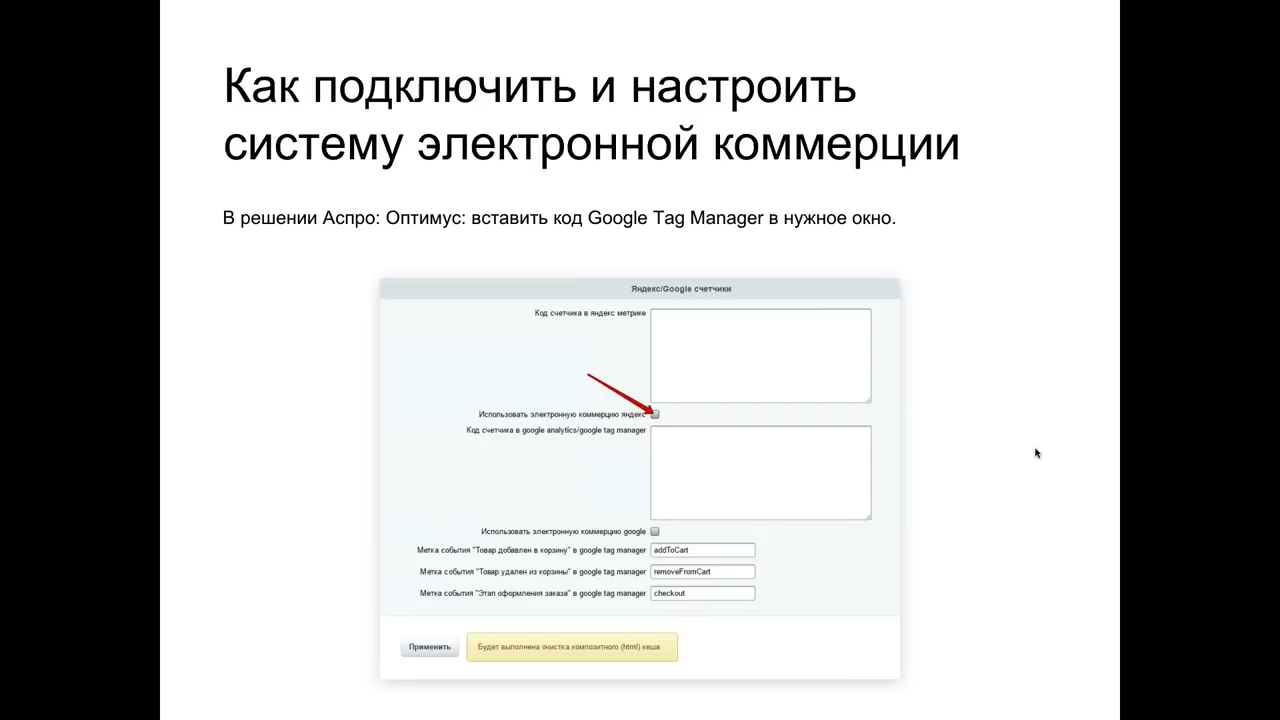 Как подключить и настроить
систему электронной коммерции
В решении Аспро: Оптимус: вставить код Google Tag Manager в нужное окно.
Яндекс/Google счетчики
Код счетчика в яндекс метрике
Использовать электронную коммерцию яндекс
Код счетчика в google analytics/google tag manager
Использовать электронную коммерцию google
Метка события "Товар добавлен в корзину" в google tag manager addToCart
Метка события "Товар удален из корзины" в google tag manager removeFromCart
Метка события "Этап оформления заказа" в google tag manager checkout
Применить Будет выполнена очистка композитного (html) кеша